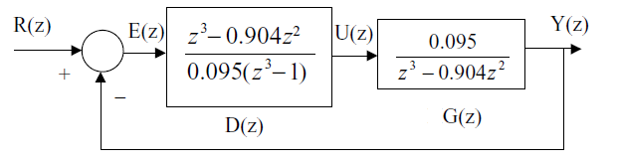 R(z) E(z) z³– 0.904z² U(z) 0.095 Y(z)
0.095(z³– 1) z³ – 0.904z²
+ –
D(z) G(z)